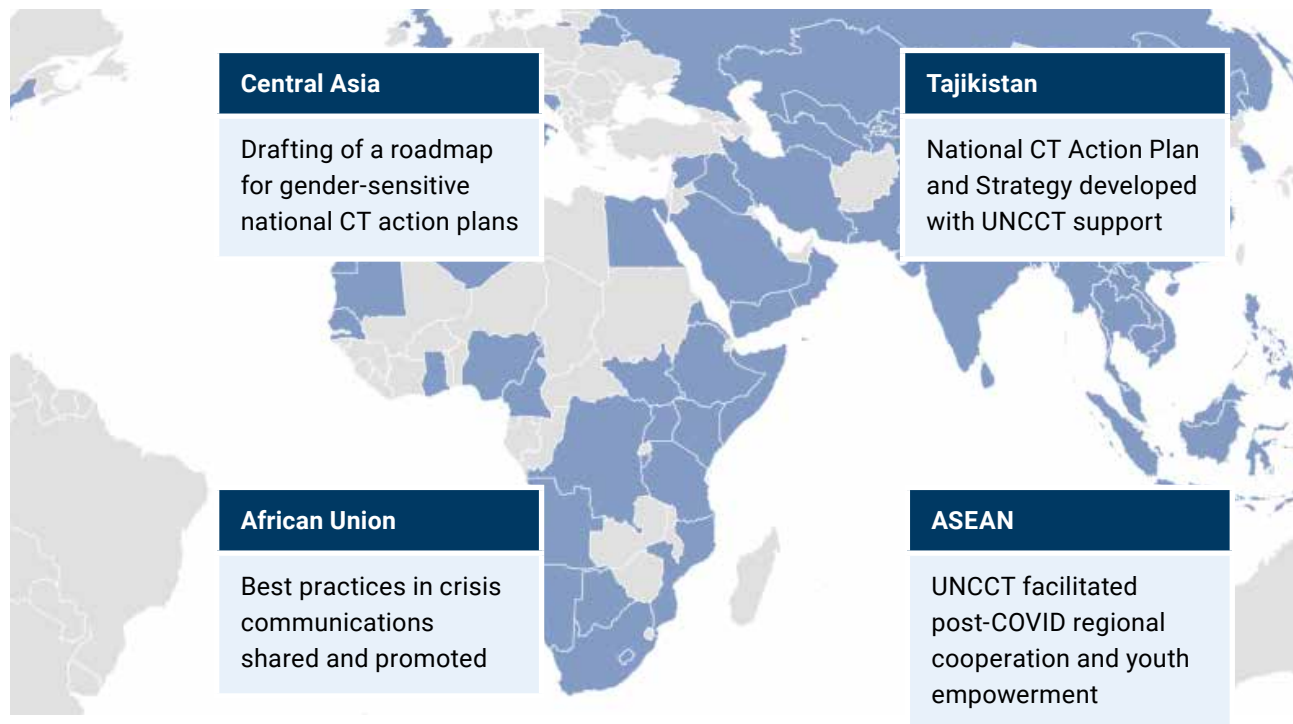 Central Asia
Drafting of a roadmap
for gender-sensitive
national CT action plans
Tajikistan
National CT Action Plan
and Strategy developed
with UNCCT support
African Union
Best practices in crisis
communications
shared and promoted
ASEAN
UNCCT facilitated
post-COVID regional
cooperation and youth
empowerment